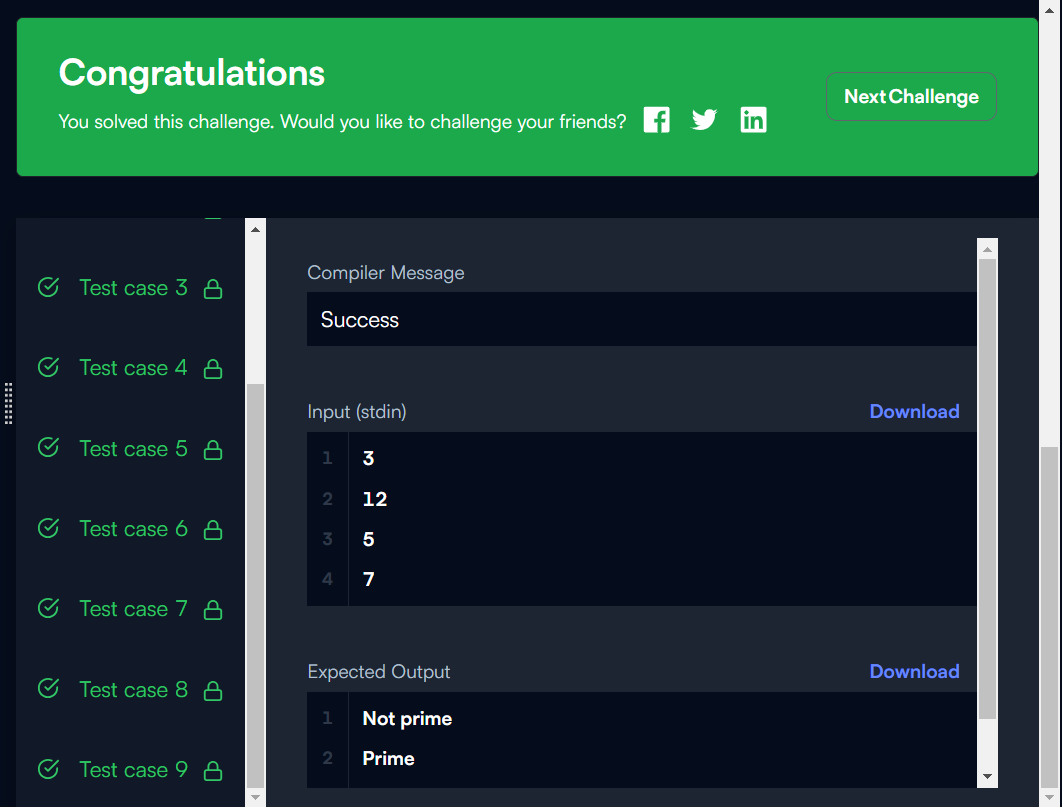 Congratulations
You solved this challenge. Would you like to challenge your friends?
Next Challenge
Test case 3
Test case 4
Test case 5
Test case 6
Test case 7
Test case 8
Test case 9
Compiler Message
Success
Input (stdin)
Download
1 3
2 12
3 5
4 7
Expected Output
Download
1 Not prime
2 Prime